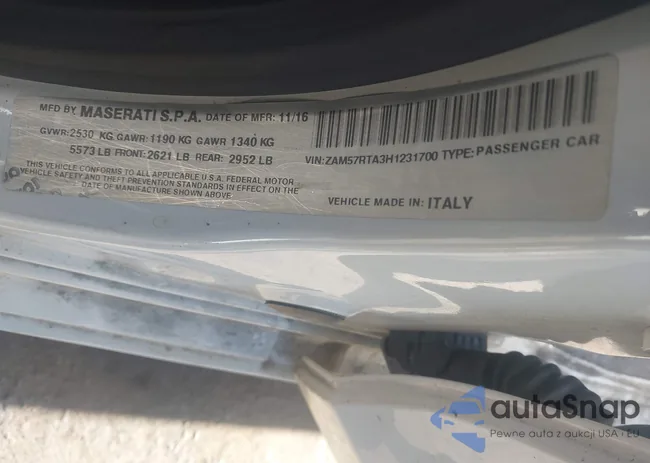 MFD BY MASERATI S.P.A. DATE OF MFR: 11/16
GVWR: 2530 KG GAWR: 1190 KG GAWR 1340 KG
5573 LB FRONT: 2621 LB REAR: 2952 LB
THIS VEHICLE CONFORMS TO ALL APPLICABLE U.S. FEDERAL MOTOR
VEHICLE SAFETY AND THEFT PREVENTION STANDARDS IN EFFECT ON THE
DATE OF MANUFACTURE SHOWN ABOVE.
VIN: ZAM57RTA3H1231700 TYPE: PASSENGER CAR
VEHICLE MADE IN: ITALY
autaSnap
Pewne auta z aukcji USA i EU